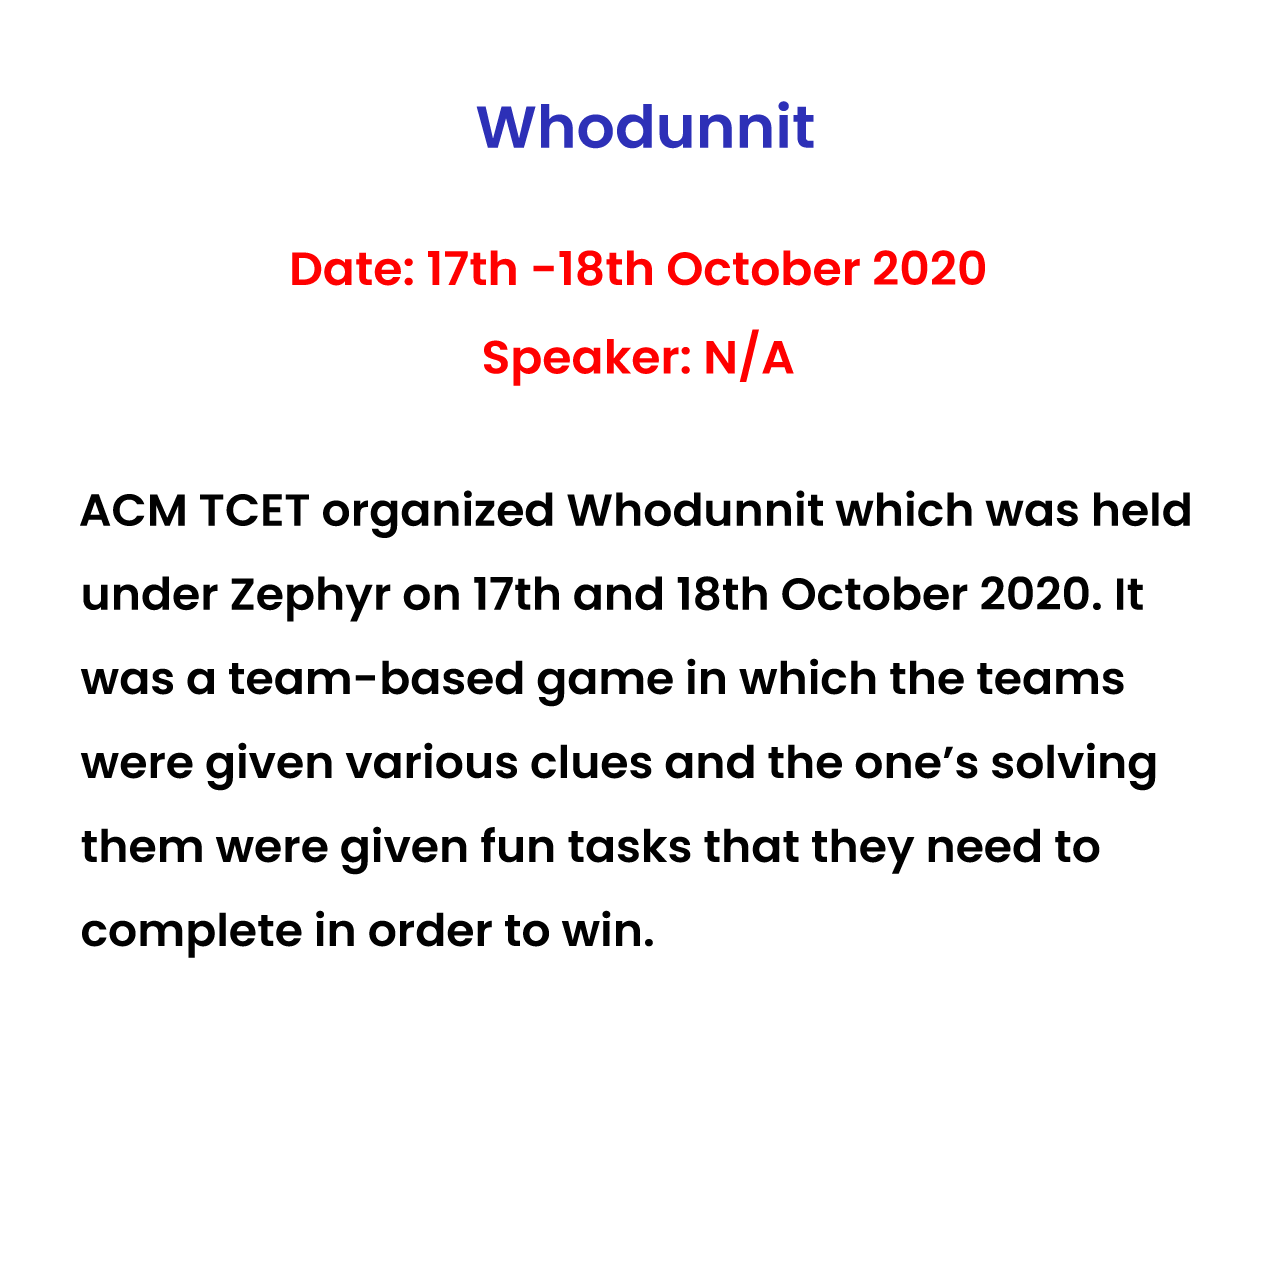 Whodunnit
Date: 17th -18th October 2020
Speaker: N/A
ACM TCET organized Whodunnit which was held
under Zephyr on 17th and 18th October 2020. It
was a team-based game in which the teams
were given various clues and the one’s solving
them were given fun tasks that they need to
complete in order to win.